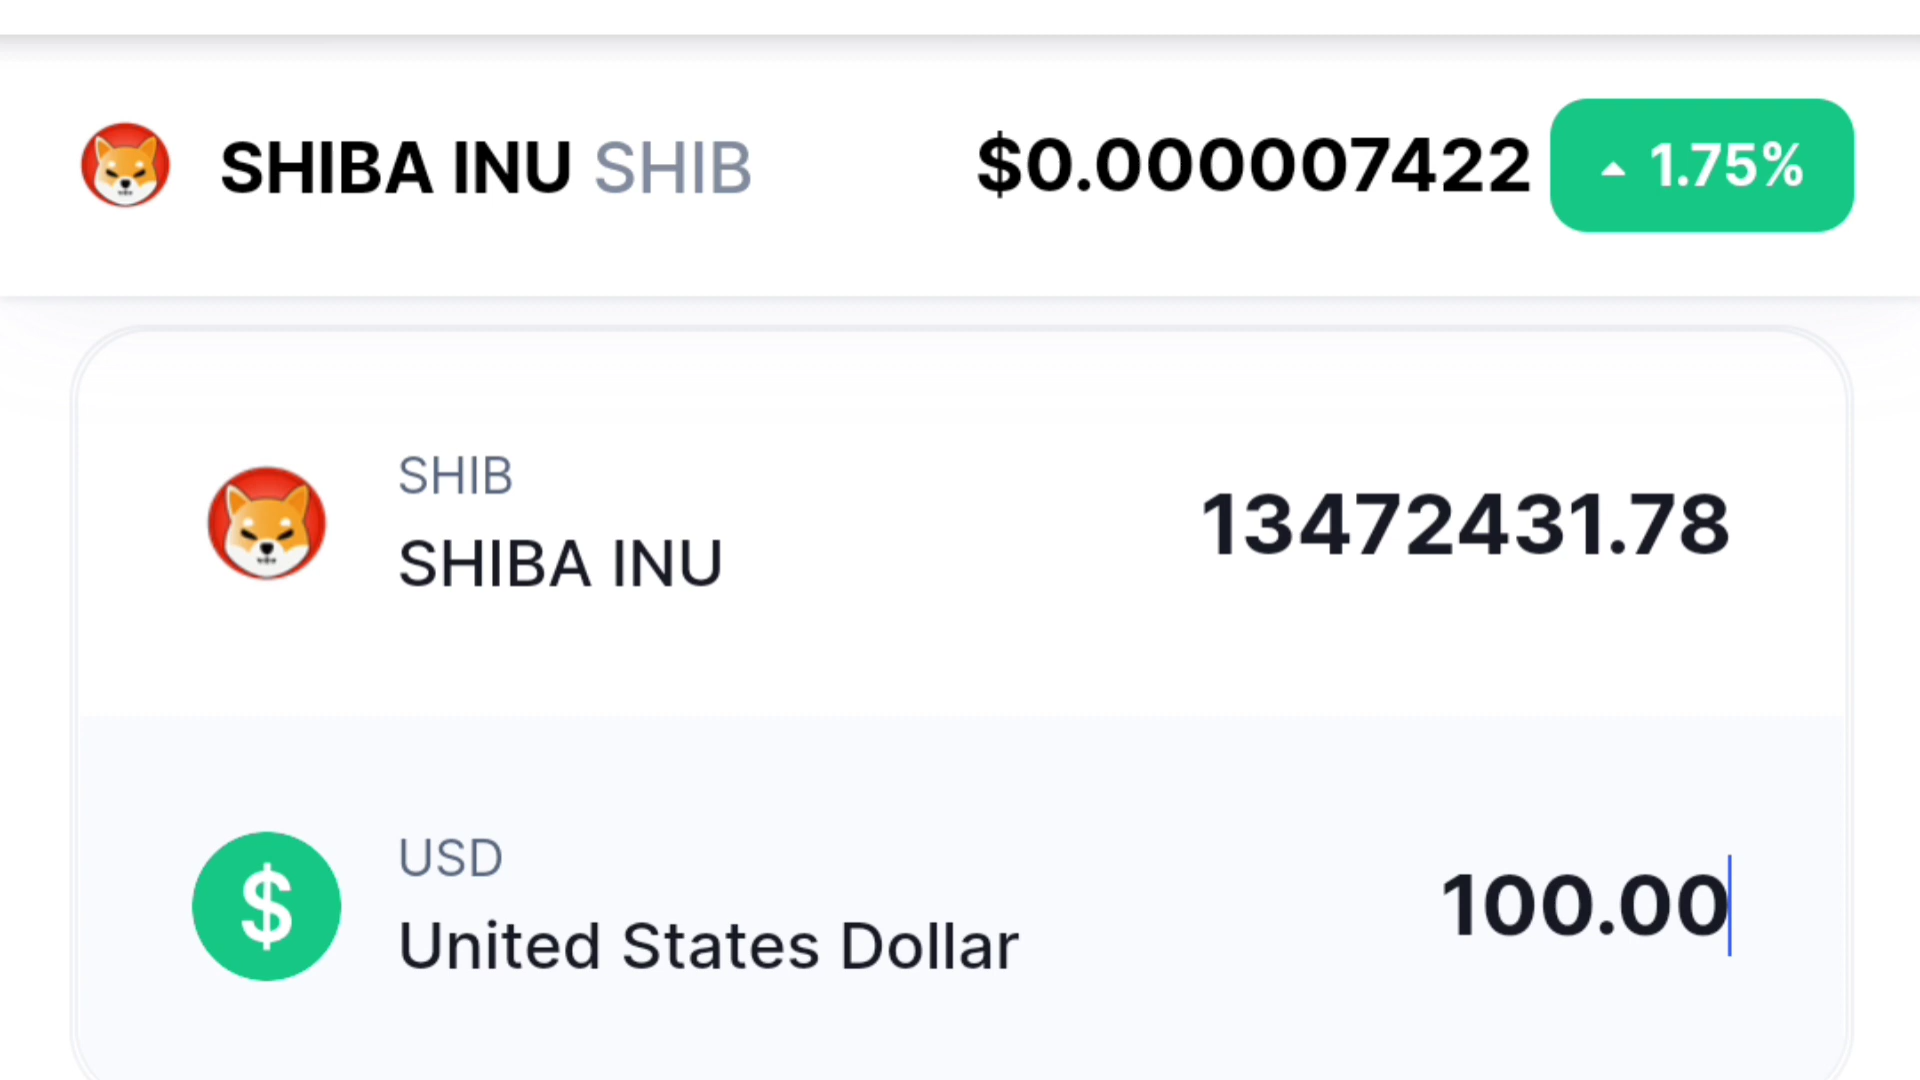 SHIBA INU SHIB $0.000007422 1.75%
SHIB
SHIBA INU
13472431.78
USD
United States Dollar
100.00